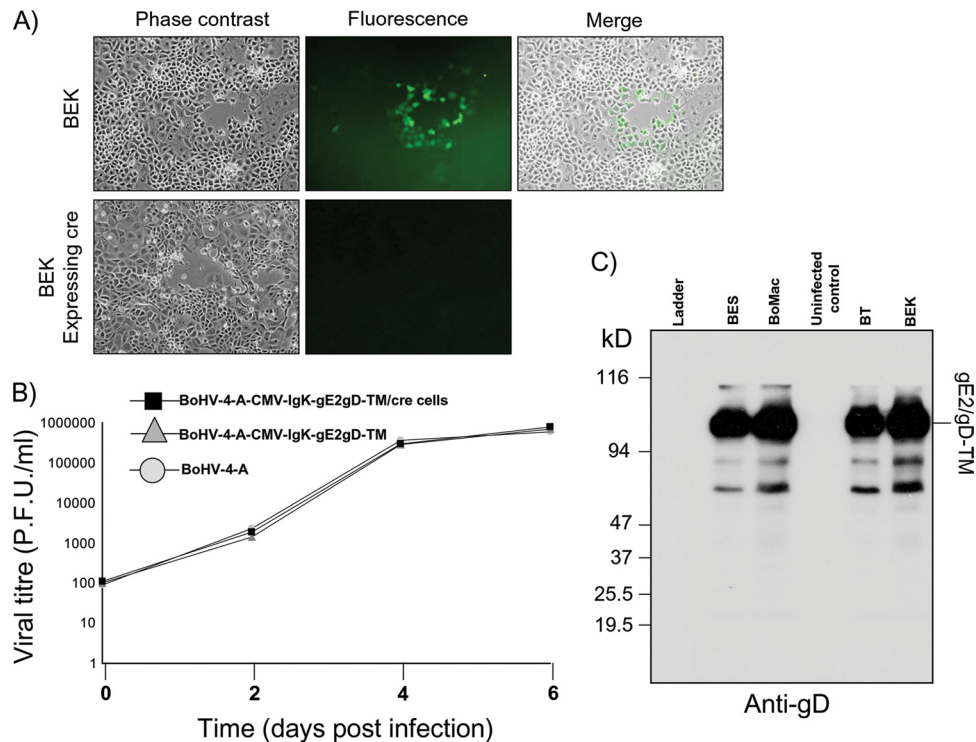 A)
Phase contrast
Fluorescence
Merge
BEK
BEK
Expressing cre
B)
BoHV-4-A-CMV-IgK-gE2gD-TM/cre cells
BoHV-4-A-CMV-IgK-gE2gD-TM
BoHV-4-A
Viral titre (P.F.U./ml)
1000000
100000
10000
1000
100
10
1
0
2
4
6
Time (days post infection)
C)
Ladder
BES
BoMac
Uninfected
control
BT
BEK
kD
116
94
47
37
25.5
19.5
gE2/gD-TM
Anti-gD